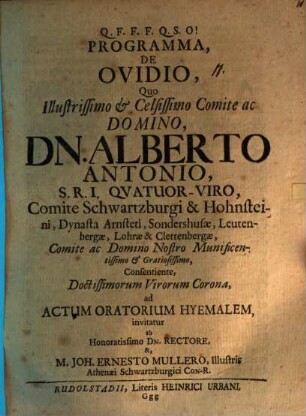 Q. F. F. F. Q. S. O!
PROGRAMMA,
DE
OVIDIO,
Quo
Illustrissimo & Celsissimo Comite ac
DOMINO,
DN. ALBERTO
ANTONIO,
S. R. I. QVATUOR-VIRO,
Comite Schwartzburgi & Hohnstei-
ni, Dynasta Arnsteti, Sondershusæ, Leuten-
bergæ, Lohræ & Clettenbergæ,
Comite ac Domino Nostro Munificen-
tissimo & Gratiosissimo,
Consentiente,
Doctissimorum Virorum Corona,
ad
ACTUM ORATORIUM HYEMALEM,
invitatur
ab
Honoratissimo DN. RECTORE,
&
M. JOH. ERNESTO MULLERO, Illustris
Athenæi Schwartzburgici CON-R.
RUDOLSTADII, Literis HEINRICI URBANI,
Ggg